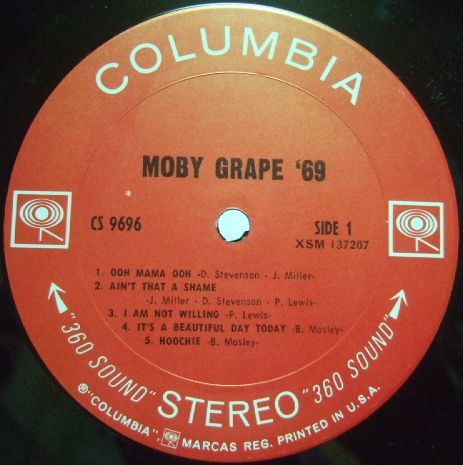 COLUMBIA
MOBY GRAPE '69
CS 9696
SIDE 1
XSM 137207
1. OOH MAMA OOH -D. Stevenson - J. Miller-
2. AIN'T THAT A SHAME
-J. Miller - D. Stevenson - P. Lewis-
3. I AM NOT WILLING -P. Lewis-
4. IT'S A BEAUTIFUL DAY TODAY -B. Mosley-
5. HOOCHIE -B. Mosley-
"360 SOUND" STEREO "360 SOUND"
®"COLUMBIA", MARCAS REG. PRINTED IN U.S.A.